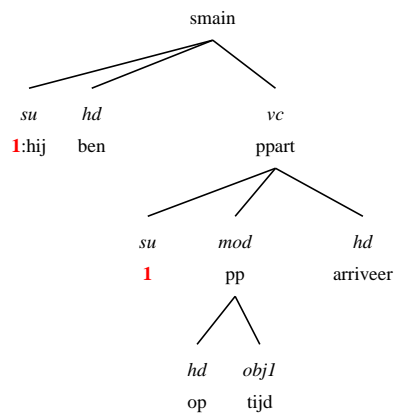 smain
su hd vc
1:hij ben ppart
su mod hd
1 pp arriveer
hd obj1
op tijd